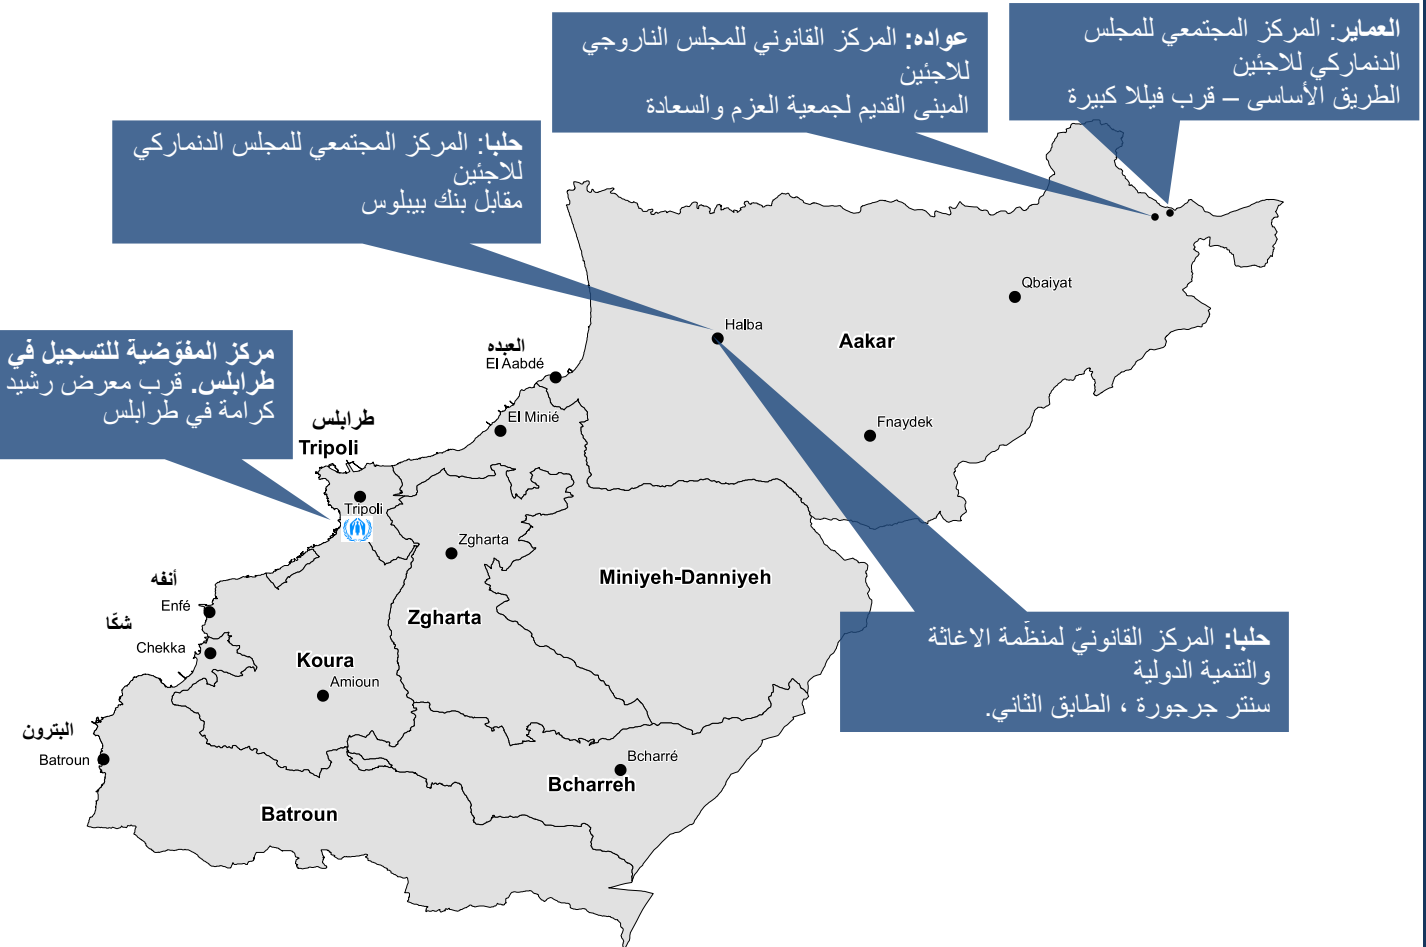 العماير: المركز المجتمعي للمجلس
الدنماركي للاجئين
الطريق الأساسى – قرب فيللا كبيرة
عواده: المركز القانوني للمجلس الناروجي
للاجئين
المبنى القديم لجمعية العزم والسعادة
حلبا: المركز المجتمعي للمجلس الدنماركي
للاجئين
مقابل بنك بيبلوس
Qbaiyat
Halba
Aakar
العبده
El Aabdé
مركز المفوّضية للتسجيل في
طرابلس. قرب معرض رشيد
كرامة في طرابلس
El Minié
Fnaydek
طرابلس
Tripoli
Tripoli
Zgharta
Miniyeh-Danniyeh
أنفه
Enfé
Zgharta
شكّا
Chekka
حلبا: المركز القانونيّ لمنظّمة الاغاثة
والتنمية الدولية
سنتر جرجورة ، الطابق الثاني.
Koura
Amioun
البترون
Batroun
Bcharré
Bcharreh
Batroun